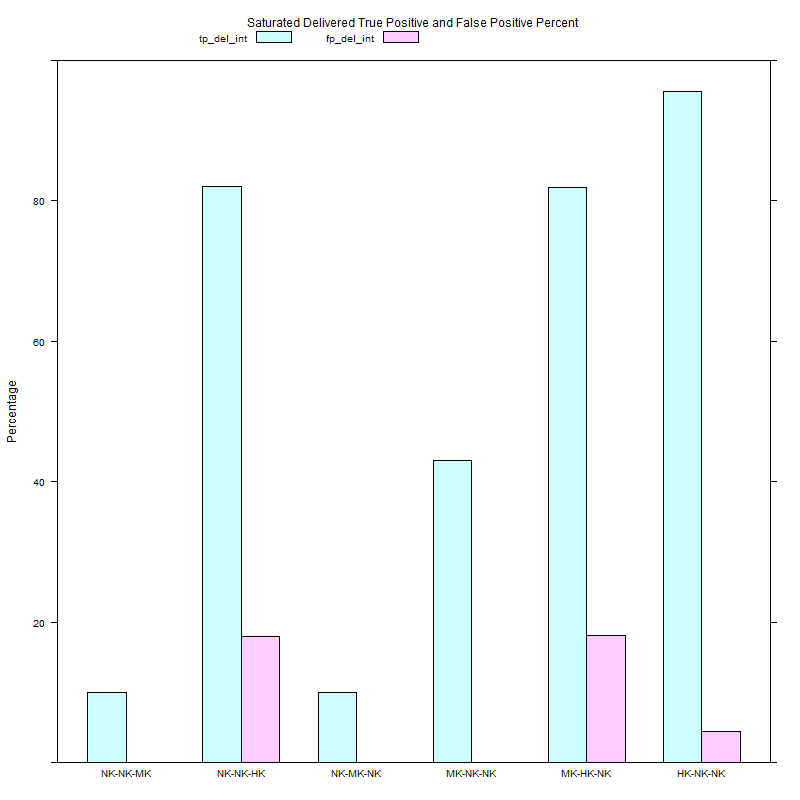 Saturated Delivered True Positive and False Positive Percent
tp_del_int fp_del_int
80
60
Percentage
40
20
NK-NK-MK NK-NK-HK NK-MK-NK MK-NK-NK MK-HK-NK HK-NK-NK